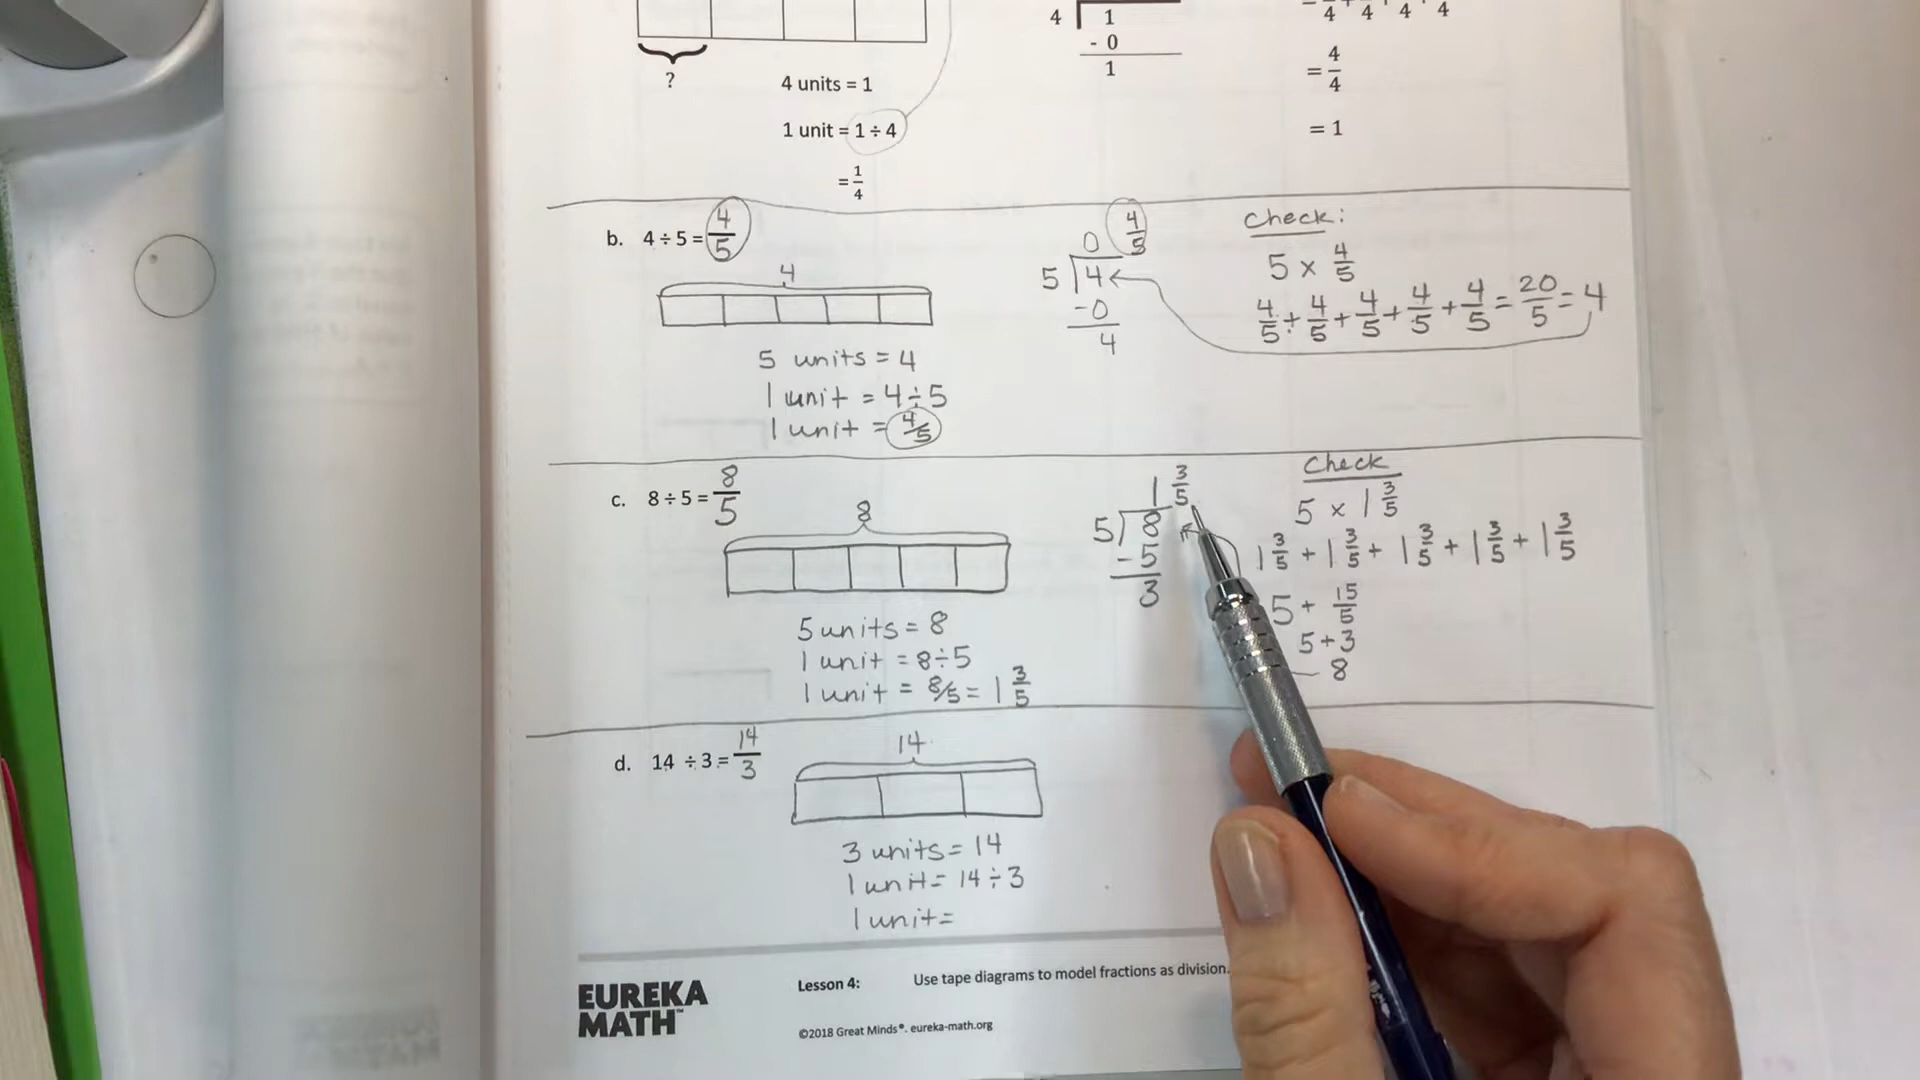 4 1
- 0
1
4 4 4 4
= 4/4
= 1
?
4 units = 1
1 unit = 1 ÷ 4
= 1/4
b. 4 ÷ 5 = 4/5
4
5 units = 4
1 unit = 4÷5
1 unit = 4/5
0 4/5
5 4
-0
4
Check:
5 x 4/5
4/5 + 4/5 + 4/5 + 4/5 + 4/5 = 20/5 = 4
c. 8 ÷ 5 = 8/5
8
5 units = 8
1 unit = 8÷5
1 unit = 8/5 = 1 3/5
1 3/5
5 8
-5
3
Check
5 x 1 3/5
1 3/5 + 1 3/5 + 1 3/5 + 1 3/5 + 1 3/5
5 + 15/5
5+3
8
d. 14 ÷ 3 = 14/3
14
3 units = 14
1 unit = 14 ÷ 3
1 unit =
EUREKA
MATH™
Lesson 4: Use tape diagrams to model fractions as division.
©2018 Great Minds®. eureka-math.org